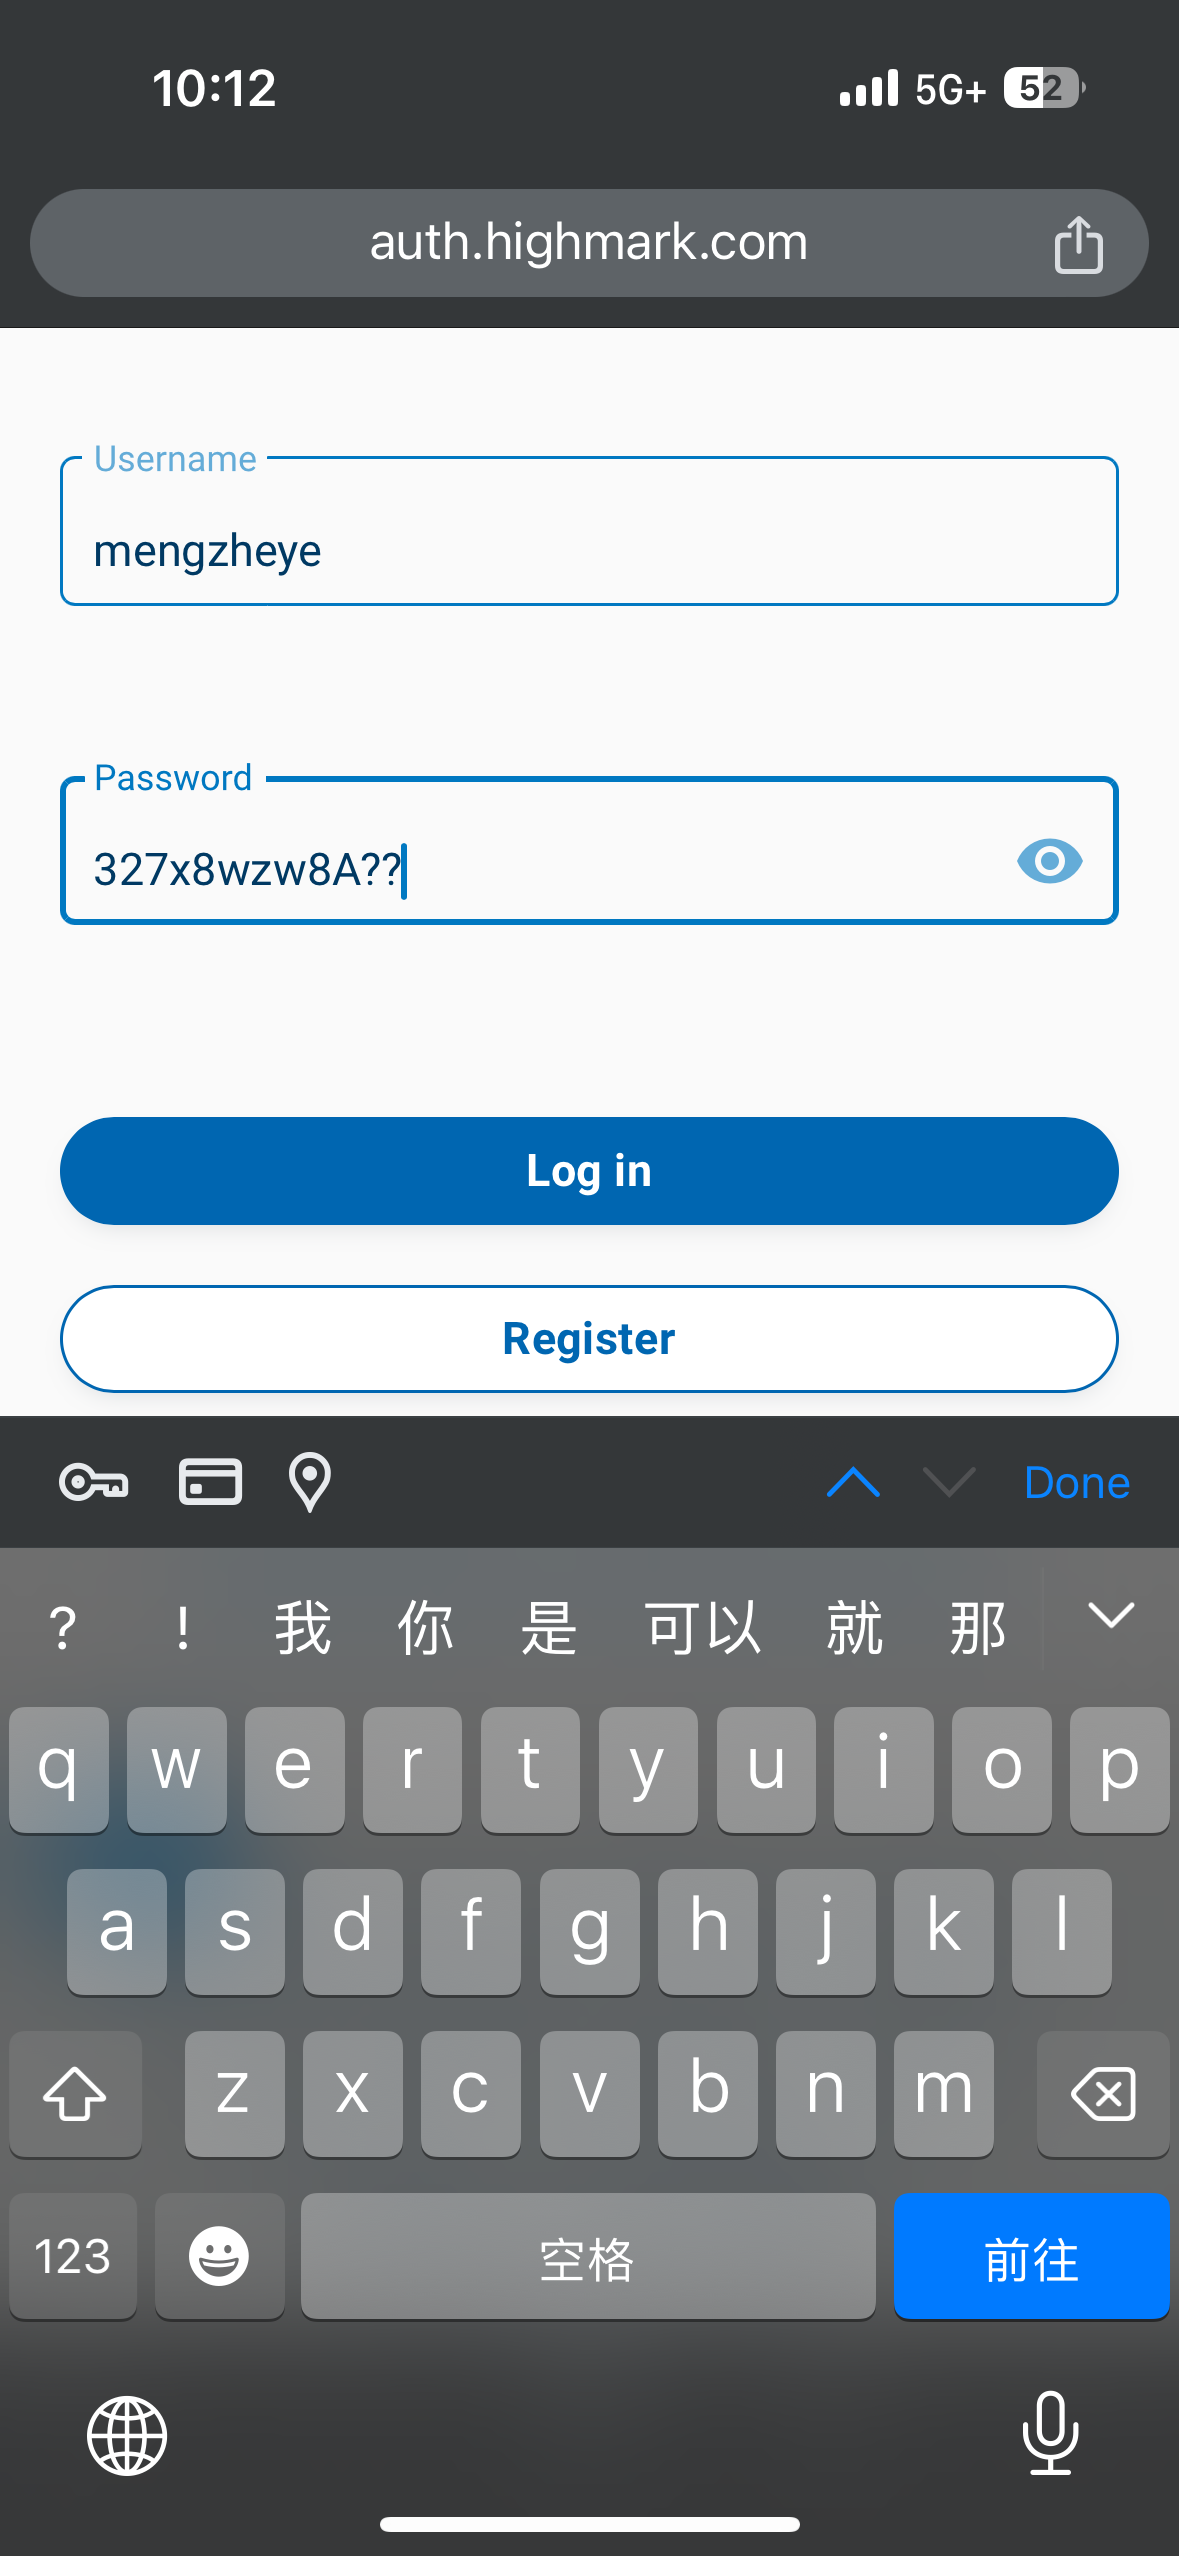 10:12
5G+
52
auth.highmark.com
Username
mengzheye
Password
327x8wzw8A??
Log in
Register
Done
? ! 我 你 是 可以 就 那
q w e r t y u i o p
a s d f g h j k l
z x c v b n m
123 空格 前往